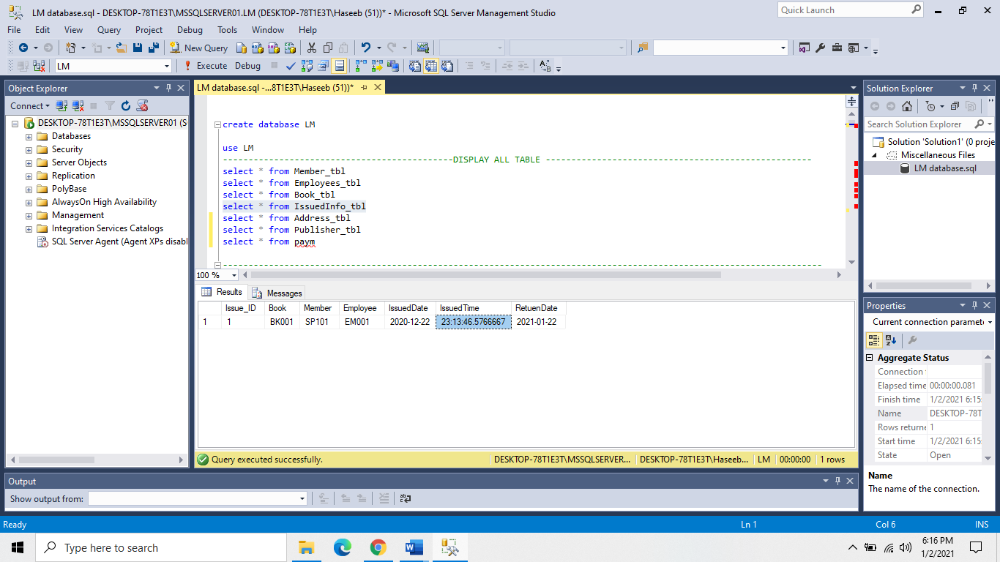 LM database.sql - DESKTOP-78T1E3T\MSSQLSERVER01.LM (DESKTOP-78T1E3T\Haseeb (51))* - Microsoft SQL Server Management Studio
Quick Launch
File Edit View Query Project Debug Tools Window Help
New Query
LM
Execute Debug
Object Explorer
Connect
DESKTOP-78T1E3T\MSSQLSERVER01 (S
Databases
Security
Server Objects
Replication
PolyBase
AlwaysOn High Availability
Management
Integration Services Catalogs
SQL Server Agent (Agent XPs disabl
LM database.sql -...8T1E3T\Haseeb (51))*
create database LM
use LM
---------------------------------------------DISPLAY ALL TABLE ----------------------------------------------------
select * from Member_tbl
select * from Employees_tbl
select * from Book_tbl
select * from IssuedInfo_tbl
select * from Address_tbl
select * from Publisher_tbl
select * from paym
---------------------------------------------------------------------------------------------------------------------
100 %
Results Messages
Issue_ID Book Member Employee IssuedDate IssuedTime RetuenDate
1 1 BK001 SP101 EM001 2020-12-22 23:13:46.5766667 2021-01-22
Query executed successfully.
DESKTOP-78T1E3T\MSSQLSERVER... DESKTOP-78T1E3T\Haseeb... LM 00:00:00 1 rows
Solution Explorer
Search Solution Explorer
Solution 'Solution1' (0 proje
Miscellaneous Files
LM database.sql
Properties
Current connection paramete
Aggregate Status
Connection
Elapsed time 00:00:00.081
Finish time 1/2/2021 6:15
Name DESKTOP-78T
Rows returne 1
Start time 1/2/2021 6:15
State Open
Name
The name of the connection.
Output
Show output from:
Ready
Ln 1 Col 6 INS
Type here to search
6:16 PM
1/2/2021